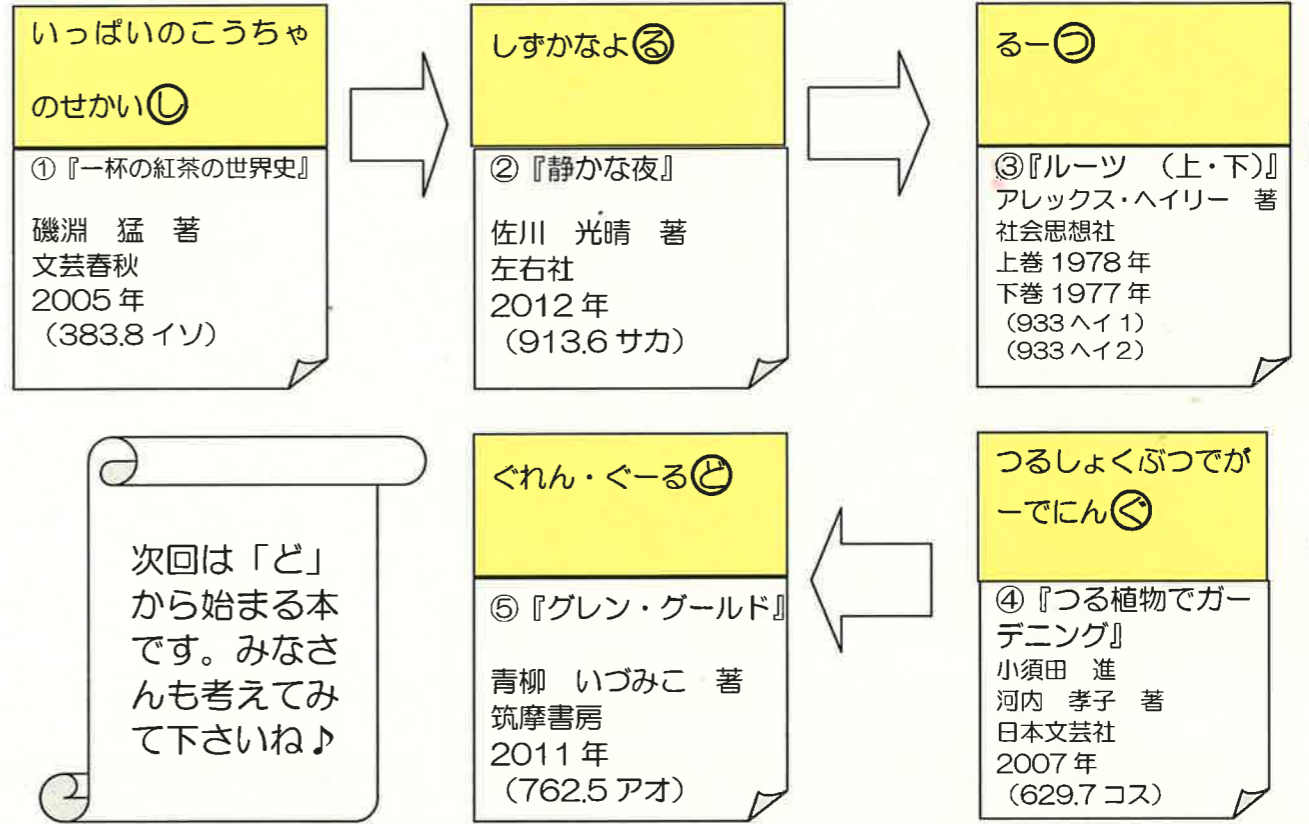 いっぱいのこうちゃ
のせかいし
①『一杯の紅茶の世界史』
磯淵　猛　著
文芸春秋
2005年
（383.8イソ）
しずかなよる
②『静かな夜』
佐川　光晴　著
左右社
2012年
（913.6サカ）
るーつ
③『ルーツ　（上・下）』
アレックス・ヘイリー　著
社会思想社
上巻1978年
下巻1977年
（933ヘイ1）
（933ヘイ2）
つるしょくぶつでが
ーでにんぐ
④『つる植物でガー
デニング』
小須田　進
河内　孝子　著
日本文芸社
2007年
（629.7コス）
ぐれん・ぐーるど
⑤『グレン・グールド』
青柳　いづみこ　著
筑摩書房
2011年
（762.5アオ）
次回は「ど」
から始まる本
です。みなさ
んも考えてみ
て下さいね♪